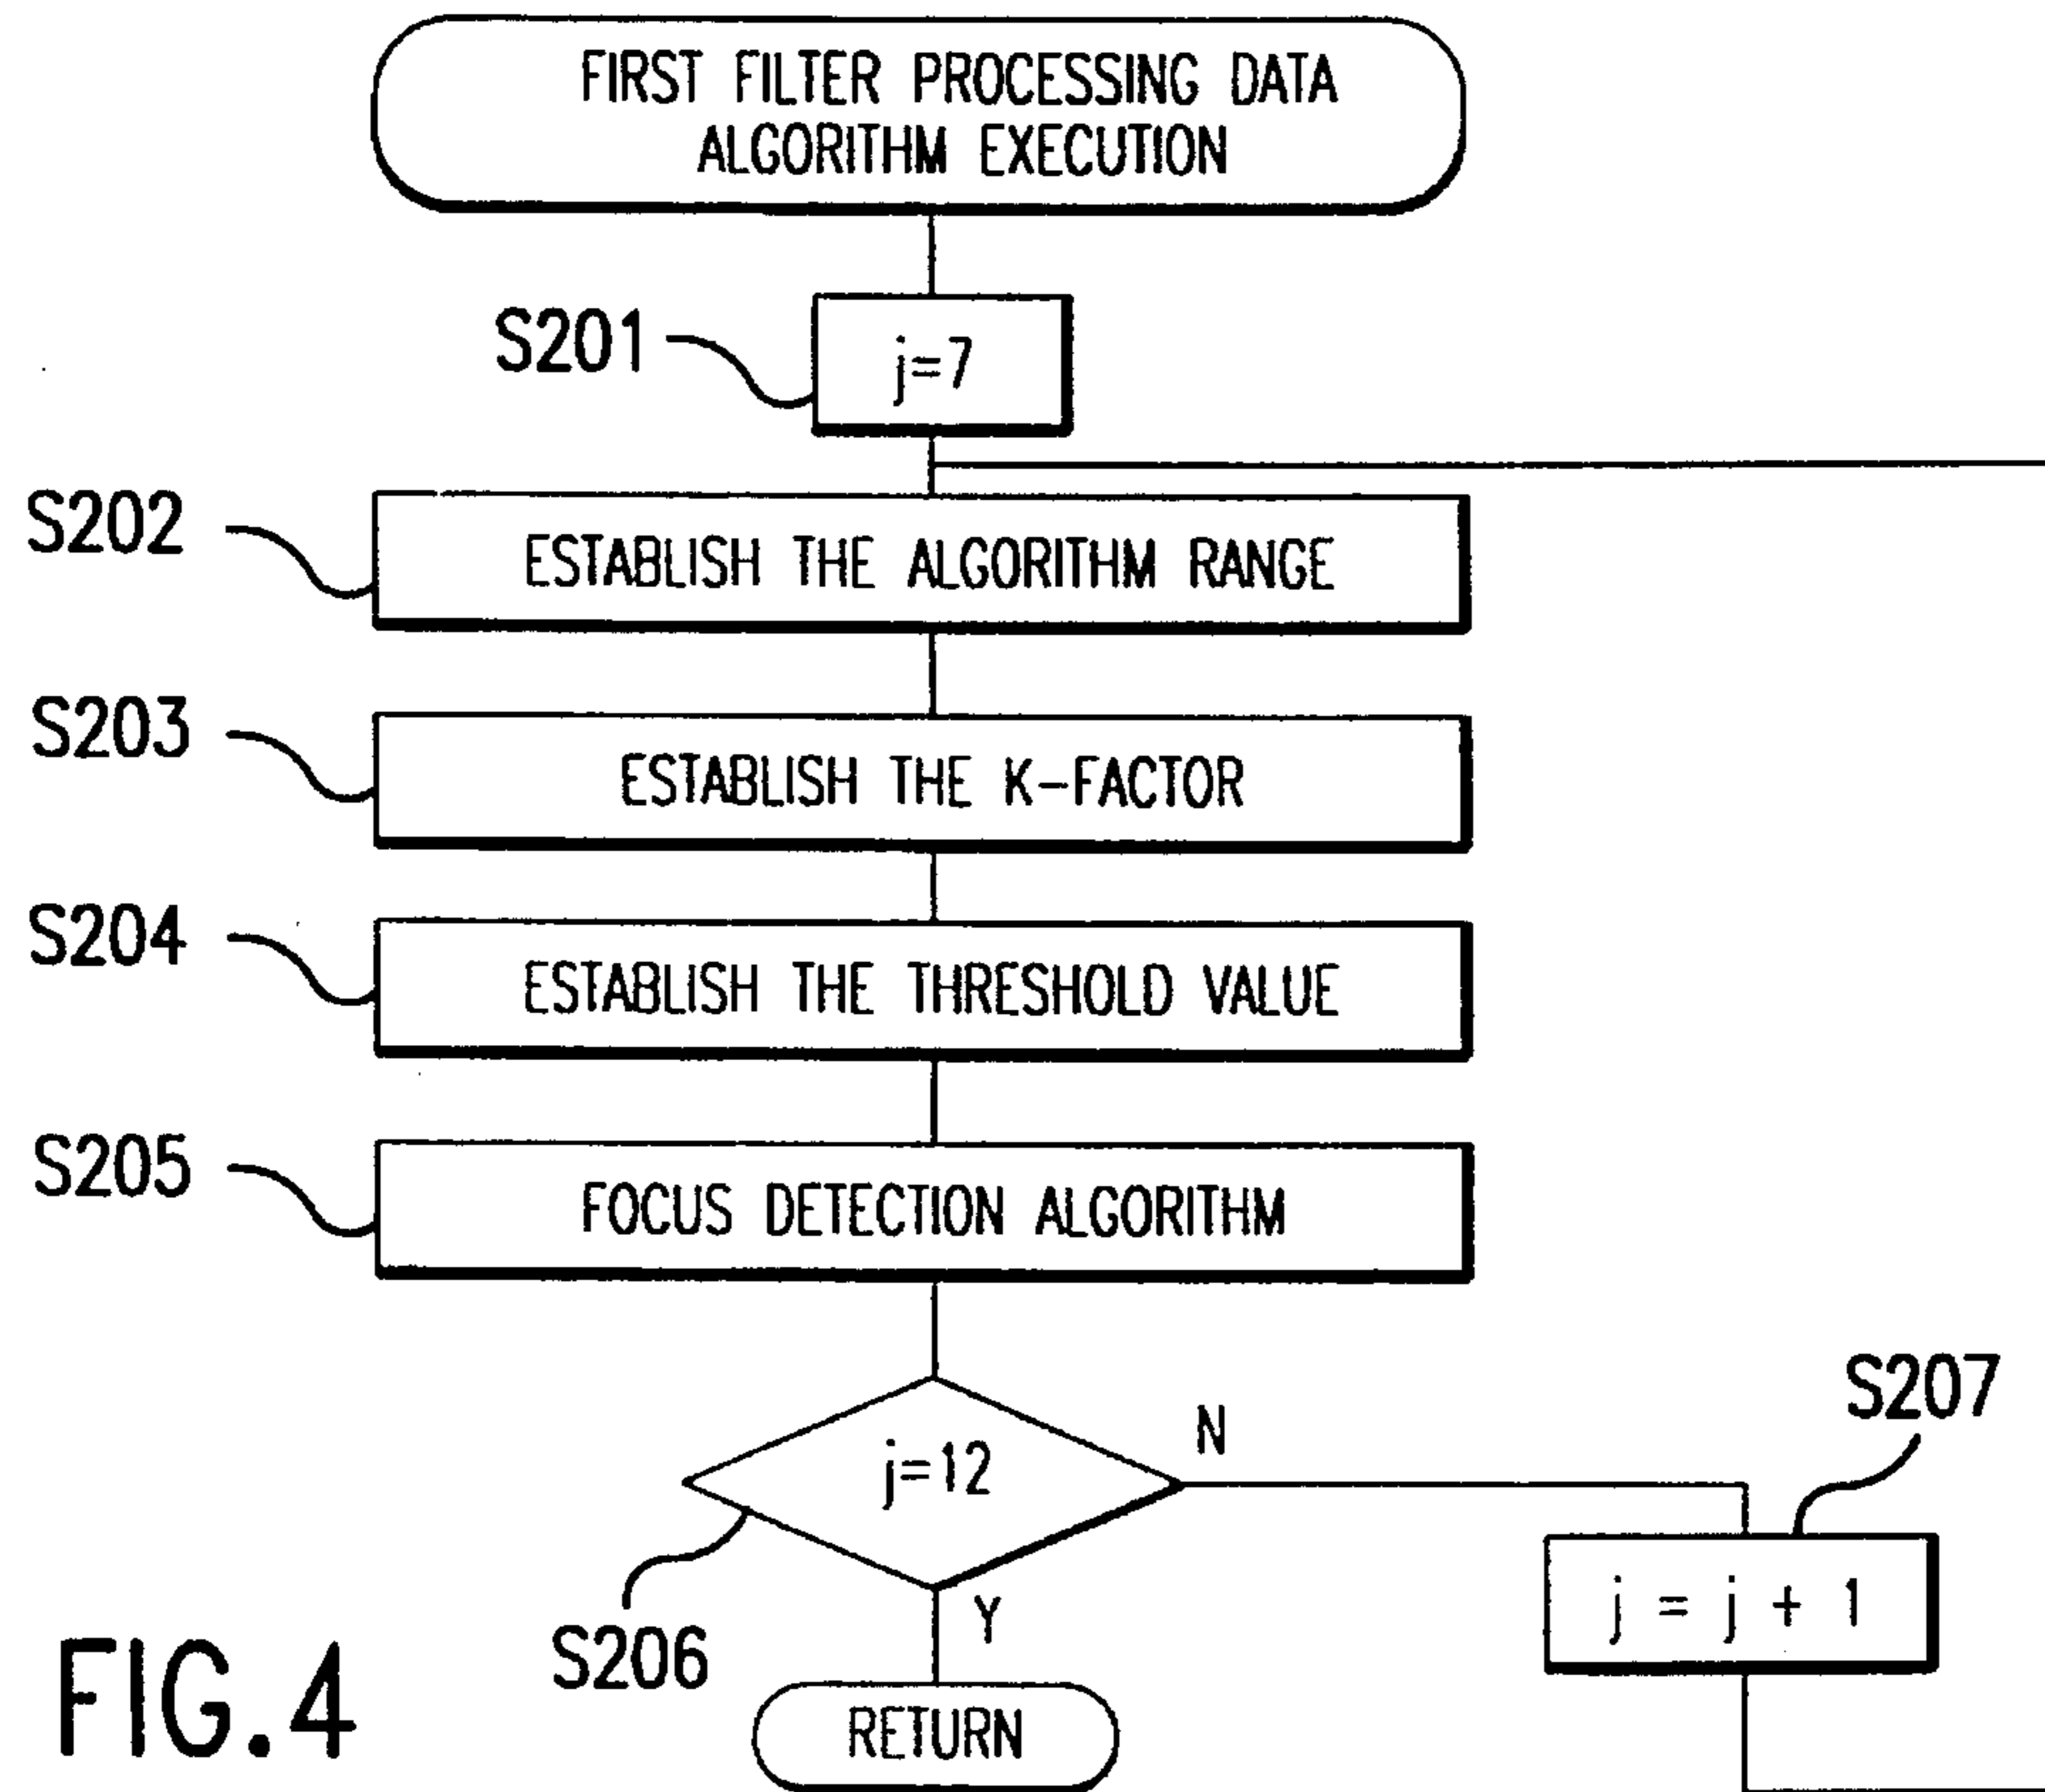 FIRST FILTER PROCESSING DATA
ALGORITHM EXECUTION
S201
j=7
S202
ESTABLISH THE ALGORITHM RANGE
S203
ESTABLISH THE K-FACTOR
S204
ESTABLISH THE THRESHOLD VALUE
S205
FOCUS DETECTION ALGORITHM
j=12
N
S207
j = j + 1
S206
Y
RETURN
FIG.4